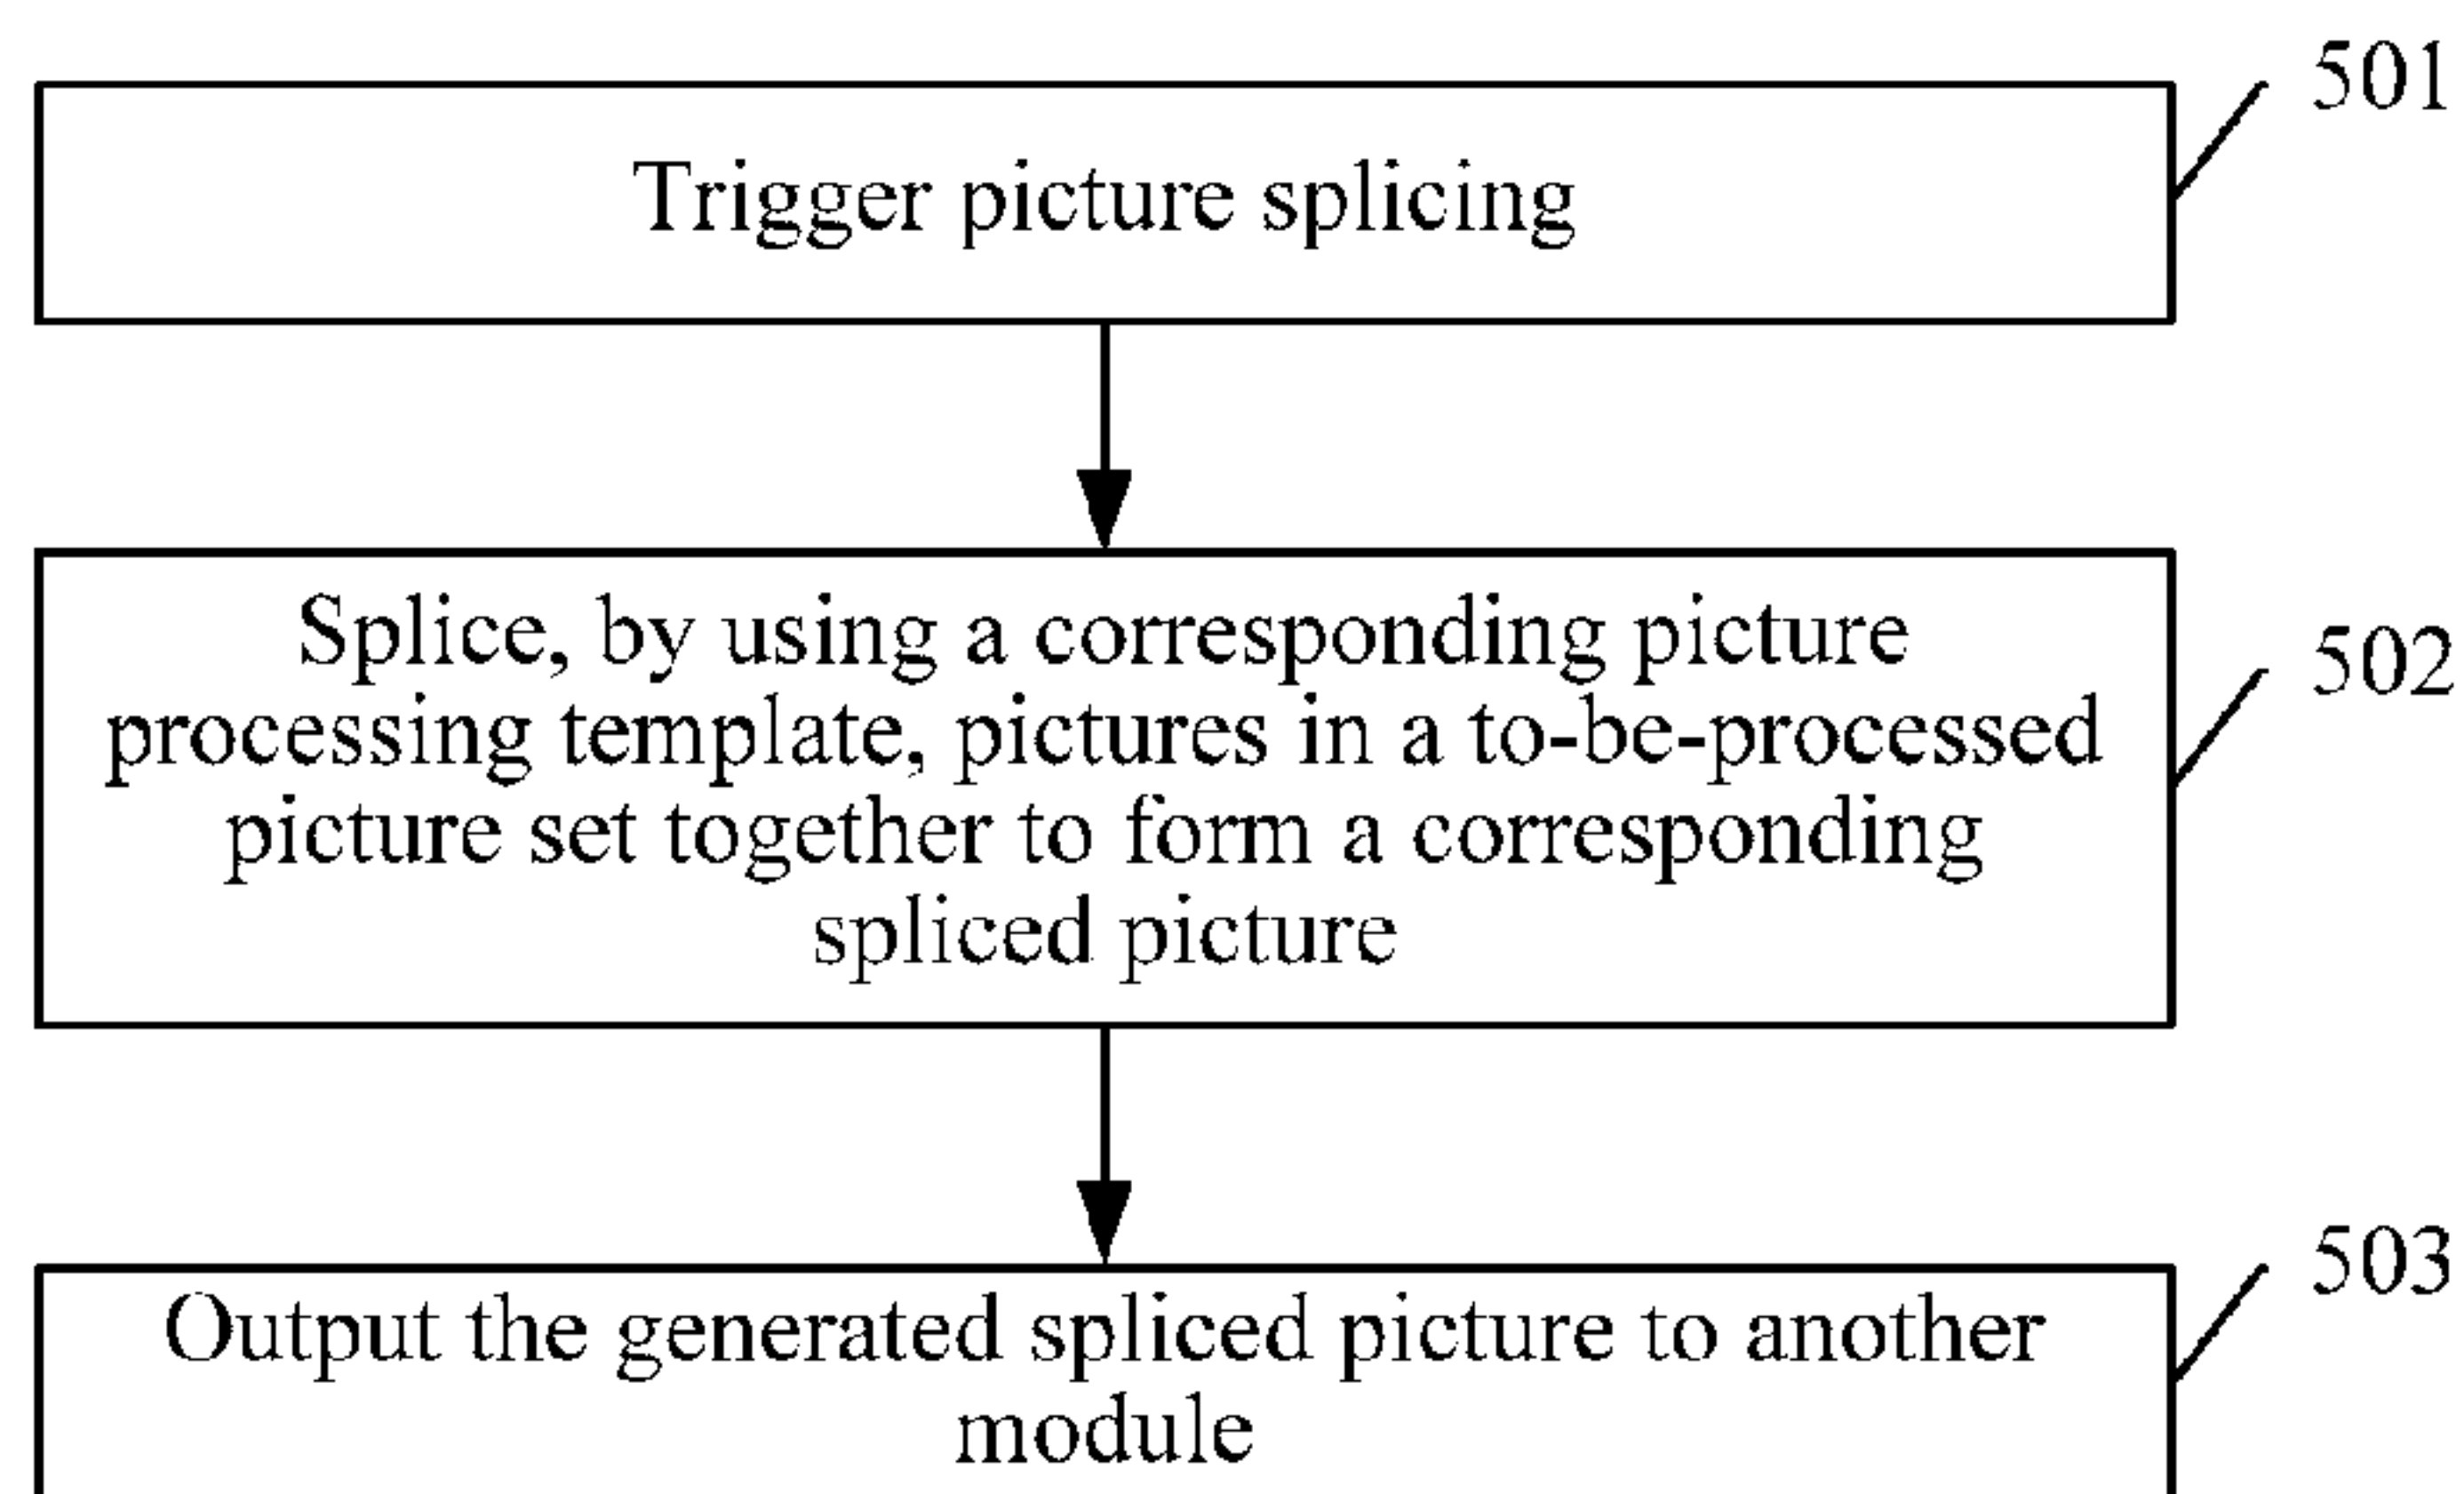 501
Trigger picture splicing
Splice, by using a corresponding picture
502
processing template, pictures in a to-be-processed
picture set together to form a corresponding
spliced picture
503
Output the generated spliced picture to another
module